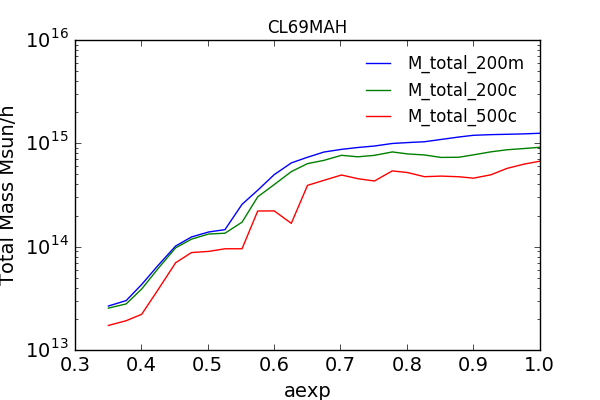 CL69MAH
10^16
10^15
10^14
10^13
Total Mass Msun/h
M_total_200m
M_total_200c
M_total_500c
0.3 0.4 0.5 0.6 0.7 0.8 0.9 1.0
aexp